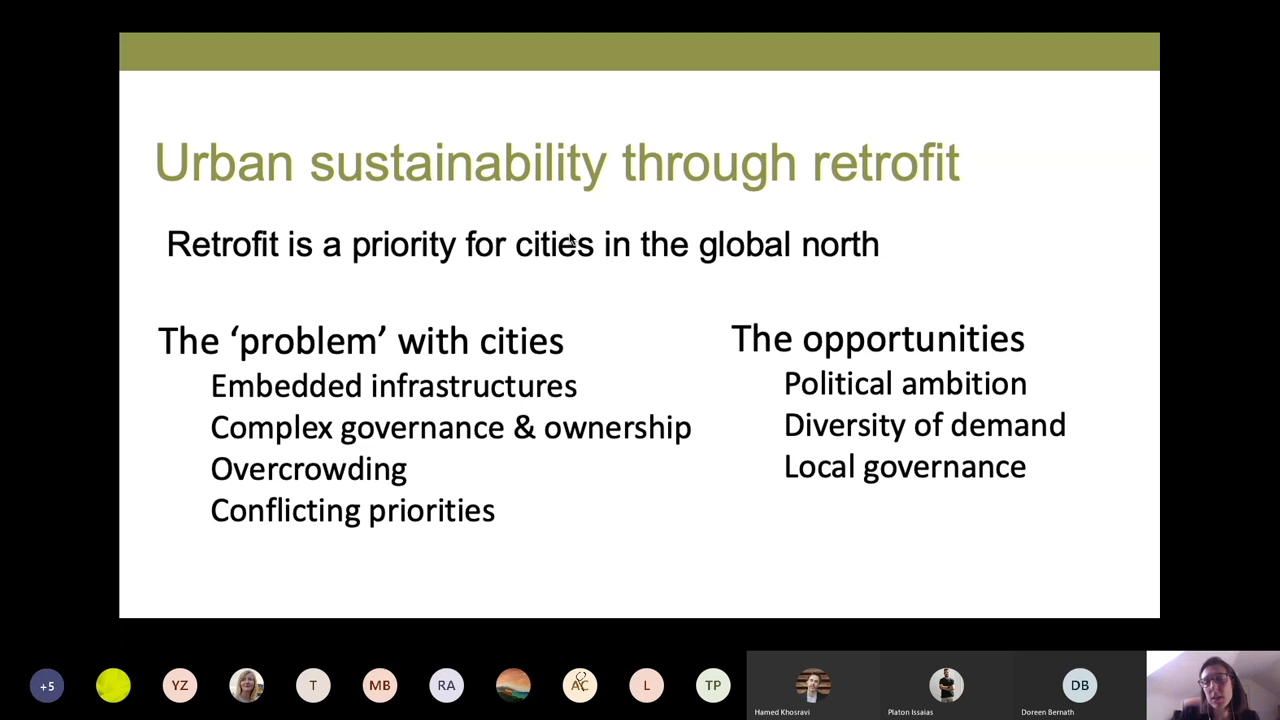 Urban sustainability through retrofit
Retrofit is a priority for cities in the global north
The ‘problem’ with cities
Embedded infrastructures
Complex governance & ownership
Overcrowding
Conflicting priorities
The opportunities
Political ambition
Diversity of demand
Local governance
+5
YZ
T
MB
RA
AC
L
TP
DB
Hamed Khosravi
Platon Issaias
Doreen Bernath